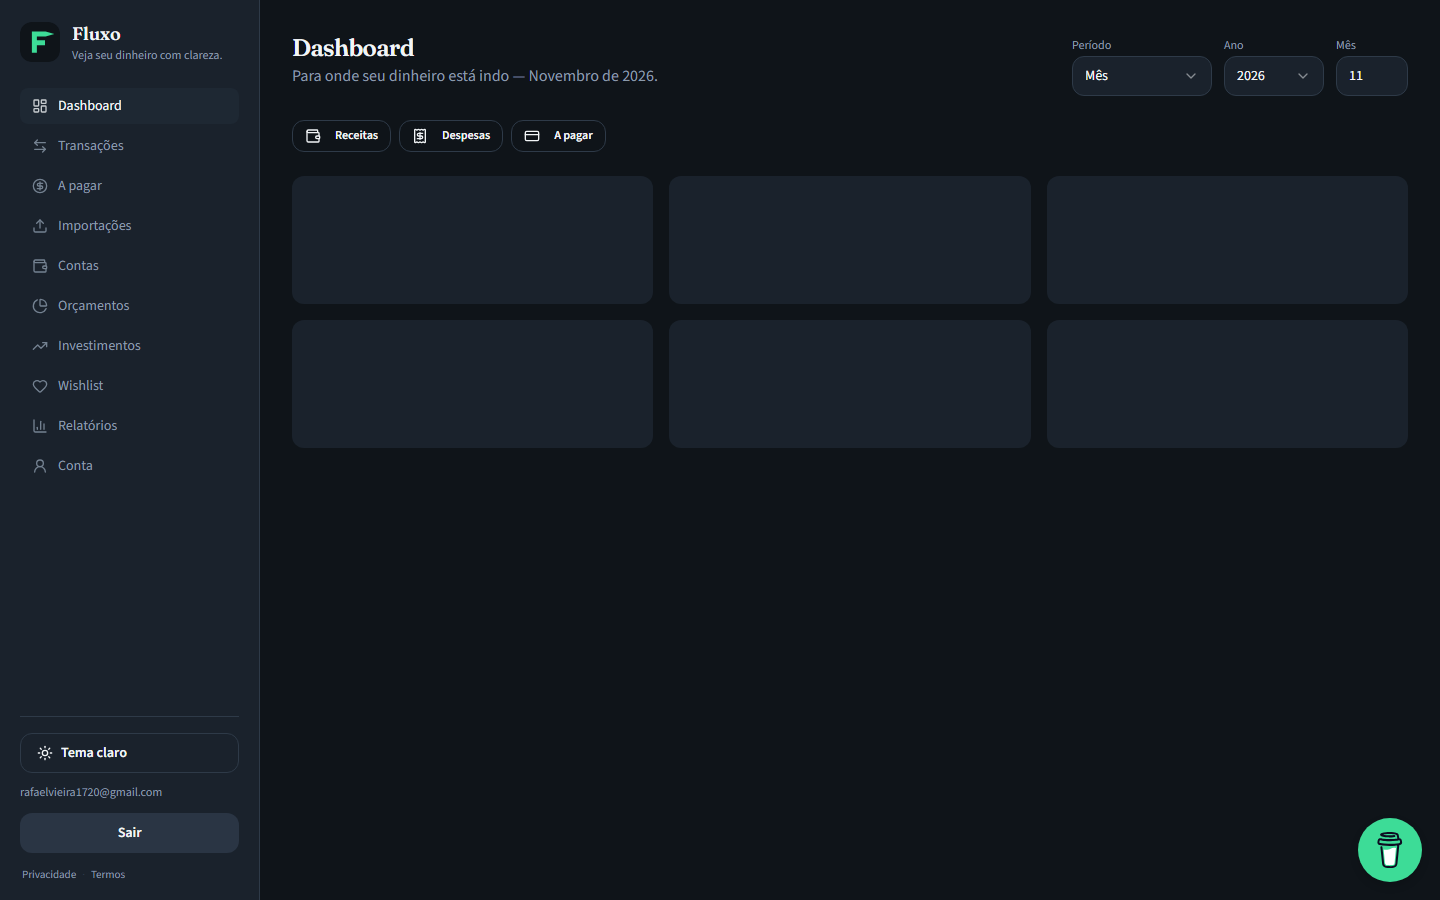 Fluxo
Veja seu dinheiro com clareza.
Dashboard
Transações
A pagar
Importações
Contas
Orçamentos
Investimentos
Wishlist
Relatórios
Conta
Tema claro
rafaelvieira1720@gmail.com
Sair
Privacidade · Termos
Dashboard
Para onde seu dinheiro está indo — Novembro de 2026.
Período Ano Mês
Mês 2026 11
Receitas Despesas A pagar